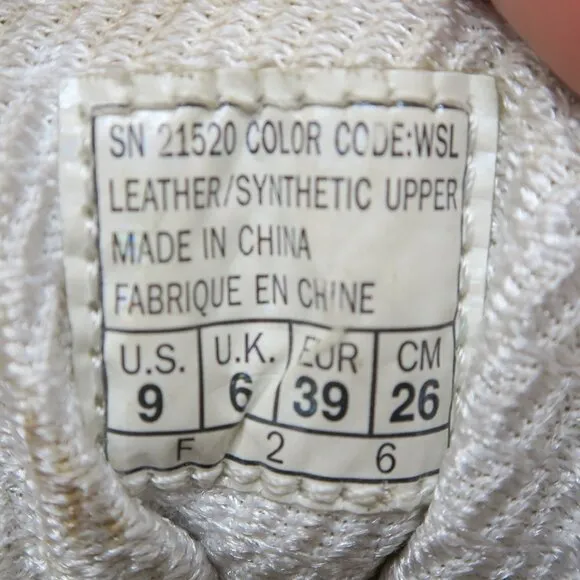 SN 21520 COLOR CODE:WSL
LEATHER/SYNTHETIC UPPER
MADE IN CHINA
FABRIQUE EN CHINE
U.S. U.K. EUR CM
9 6 39 26
F 2 6